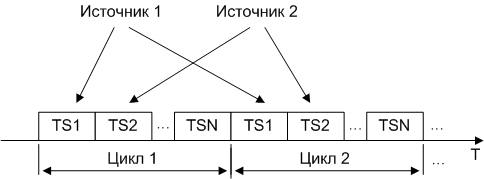 Источник 1 Источник 2
TS1 TS2 ... TSN TS1 TS2 ... TSN ...
T
Цикл 1 Цикл 2 ...